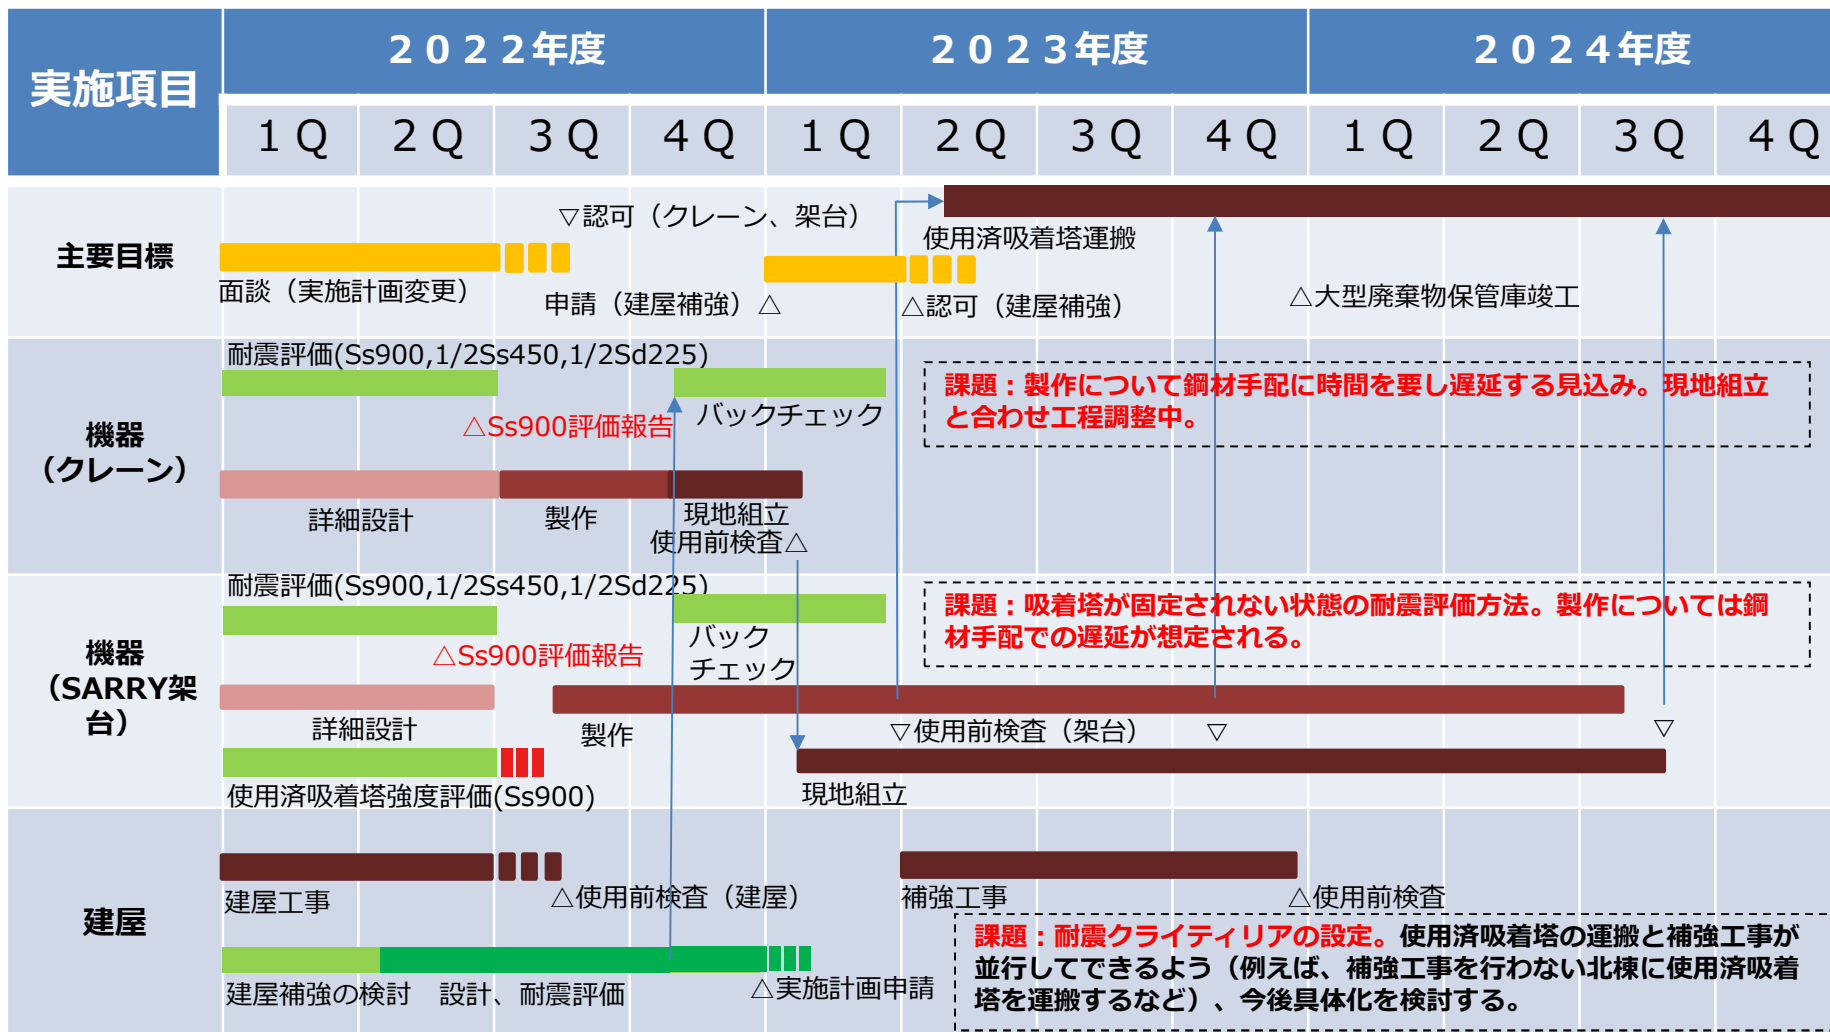 実施項目
２０２２年度
２０２３年度
２０２４年度
１Ｑ
２Ｑ
３Ｑ
４Ｑ
１Ｑ
２Ｑ
３Ｑ
４Ｑ
１Ｑ
２Ｑ
３Ｑ
４Ｑ
主要目標
▽認可（クレーン、架台）
使用済吸着塔運搬
面談（実施計画変更）
申請（建屋補強）△
△認可（建屋補強）
△大型廃棄物保管庫竣工
機器
（クレーン）
耐震評価(Ss900,1/2Ss450,1/2Sd225)
△Ss900評価報告
バックチェック
課題：製作について鋼材手配に時間を要し遅延する見込み。現地組立
と合わせ工程調整中。
詳細設計
製作
現地組立
使用前検査△
機器
（SARRY架
台）
耐震評価(Ss900,1/2Ss450,1/2Sd225)
△Ss900評価報告
バック
チェック
課題：吸着塔が固定されない状態の耐震評価方法。製作については鋼
材手配での遅延が想定される。
詳細設計
製作
▽使用前検査（架台）
▽
▽
使用済吸着塔強度評価(Ss900)
現地組立
建屋
建屋工事
△使用前検査（建屋）
補強工事
△使用前検査
建屋補強の検討
設計、耐震評価
△実施計画申請
課題：耐震クライティリアの設定。使用済吸着塔の運搬と補強工事が
並行してできるよう（例えば、補強工事を行わない北棟に使用済吸着
塔を運搬するなど）、今後具体化を検討する。